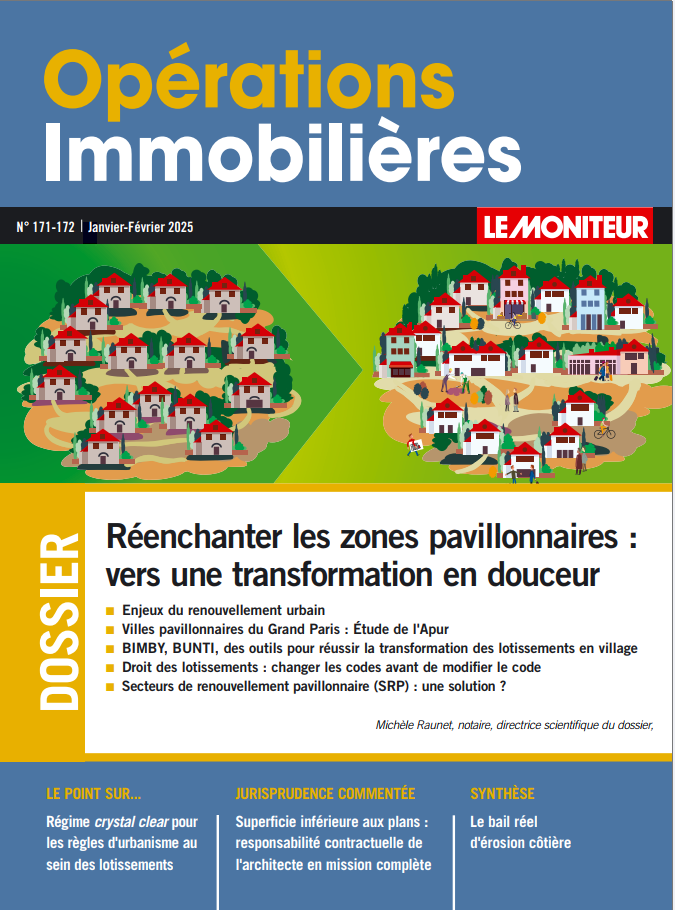 Opérations
Immobilières
N° 171-172 | Janvier-Février 2025
LE MONITEUR
DOSSIER
Réenchanter les zones pavillonnaires :
vers une transformation en douceur
Enjeux du renouvellement urbain
Villes pavillonnaires du Grand Paris : Étude de l'Apur
BIMBY, BUNTI, des outils pour réussir la transformation des lotissements en village
Droit des lotissements : changer les codes avant de modifier le code
Secteurs de renouvellement pavillonnaire (SRP) : une solution ?
Michèle Raunet, notaire, directrice scientifique du dossier,
LE POINT SUR...
Régime crystal clear pour
les règles d'urbanisme au
sein des lotissements
JURISPRUDENCE COMMENTÉE
Superficie inférieure aux plans :
responsabilité contractuelle de
l'architecte en mission complète
SYNTHÈSE
Le bail réel
d'érosion côtière